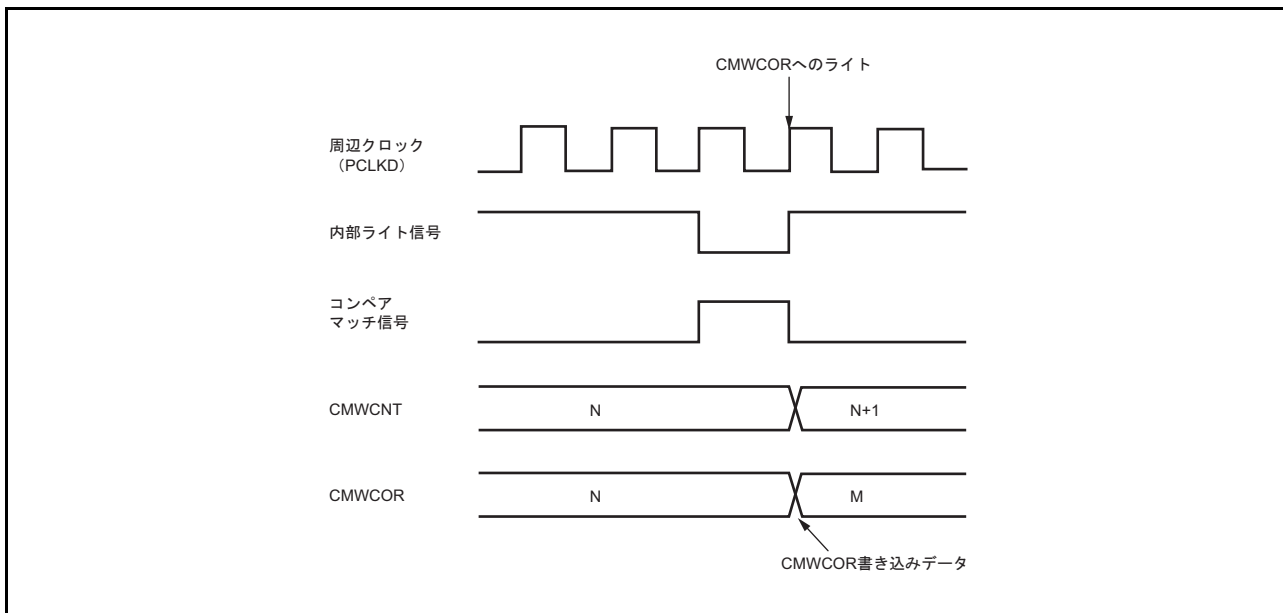 CMWCORへのライト
周辺クロック
（PCLKD）
内部ライト信号
コンペア
マッチ信号
CMWCNT
N
N+1
CMWCOR
N
M
CMWCOR書き込みデータ